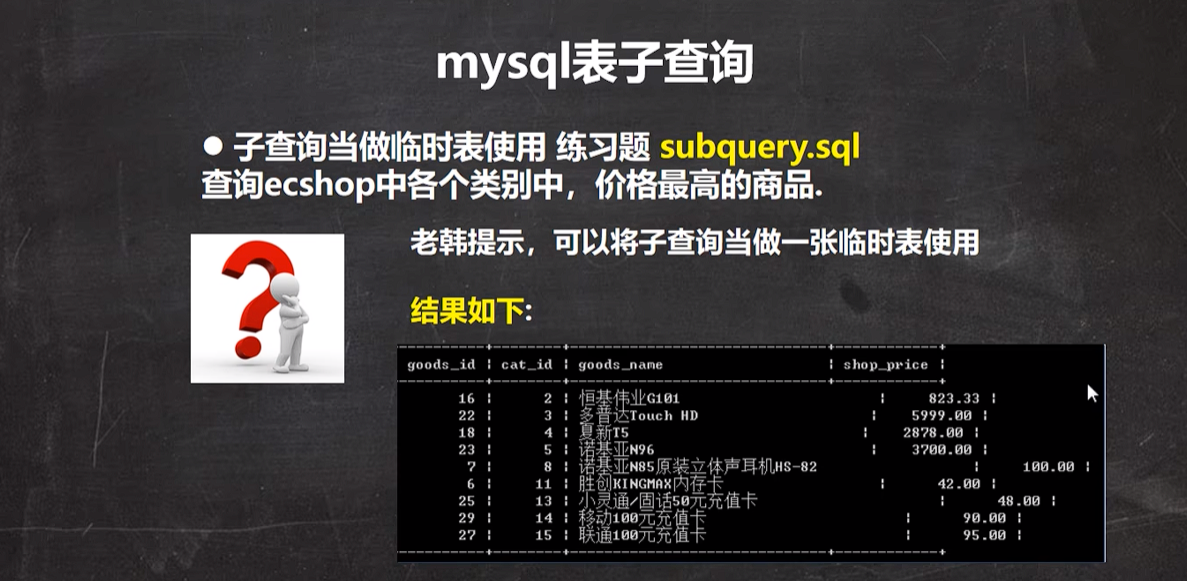 mysql表子查询
● 子查询当做临时表使用 练习题 subquery.sql
查询ecshop中各个类别中，价格最高的商品.
老韩提示，可以将子查询当做一张临时表使用
结果如下:
goods_id | cat_id | goods_name | shop_price |
16 | 2 | 恒基伟业G101 | 823.33 |
22 | 3 | 多普达Touch HD | 5999.00 |
18 | 4 | 夏新T5 | 2878.00 |
23 | 5 | 诺基亚N96 | 3700.00 |
7 | 8 | 诺基亚N85原装立体声耳机HS-82 | 100.00 |
6 | 11 | 胜创KINGMAX内存卡 | 42.00 |
25 | 13 | 小灵通/固话50元充值卡 | 48.00 |
29 | 14 | 移动100元充值卡 | 90.00 |
27 | 15 | 联通100元充值卡 | 95.00 |